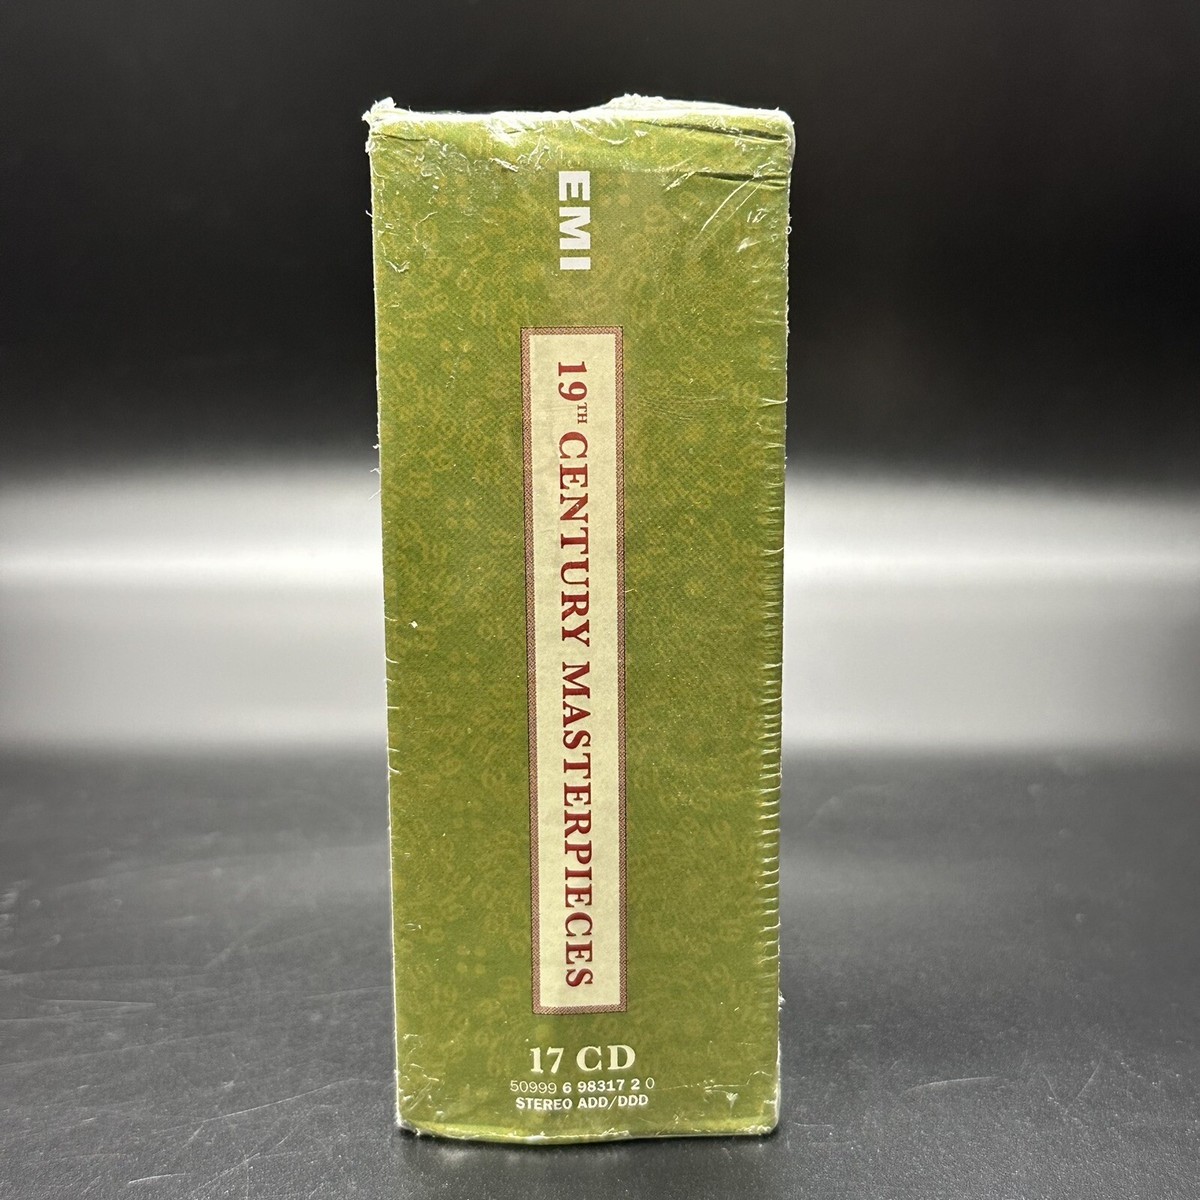 EMI
19TH CENTURY MASTERPIECES
17 CD
50999 6 98317 2 0
STEREO ADD/DDD